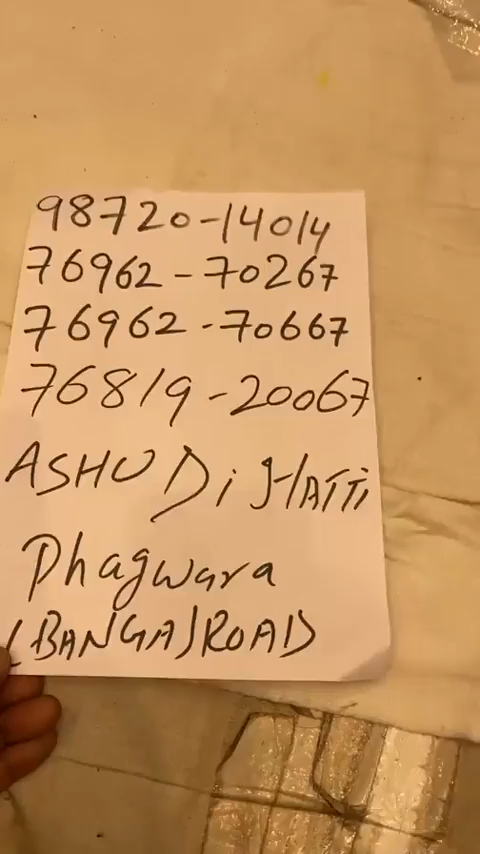 98720-14014
76962-70267
76962-70667
76819-20067
ASHU Di HATTi
Phagwara
(BANGA) ROAD